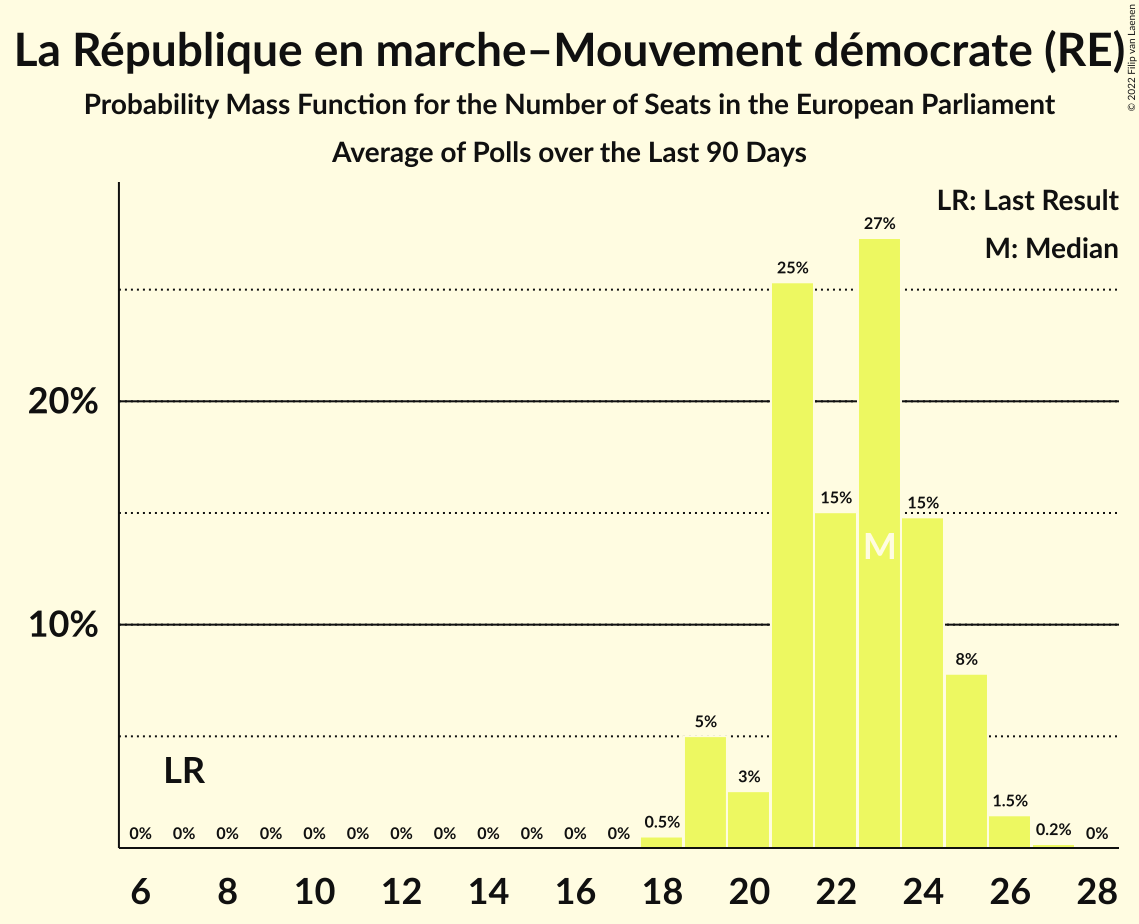 La République en marche–Mouvement démocrate (RE)
© 2022 Filip van Laenen
Probability Mass Function for the Number of Seats in the European Parliament
Average of Polls over the Last 90 Days
LR: Last Result
M: Median
27%
25%
20%
15%
15%
M
10%
8%
5%
LR
3%
1.5%
0% 0% 0% 0% 0% 0% 0% 0% 0% 0% 0% 0% 0.5% 0.2% 0%
6 8 10 12 14 16 18 20 22 24 26 28